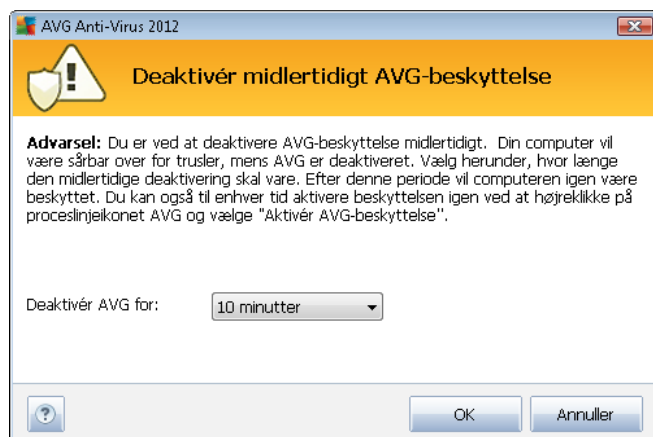 AVG Anti-Virus 2012
Deaktivér midlertidigt AVG-beskyttelse
Advarsel: Du er ved at deaktivere AVG-beskyttelse midlertidigt. Din computer vil
være sårbar over for trusler, mens AVG er deaktiveret. Vælg herunder, hvor længe
den midlertidige deaktivering skal vare. Efter denne periode vil computeren igen være
beskyttet. Du kan også til enhver tid aktivere beskyttelsen igen ved at højreklikke på
proceslinjeikonet AVG og vælge "Aktivér AVG-beskyttelse".
Deaktivér AVG for:
10 minutter
?
OK
Annuller